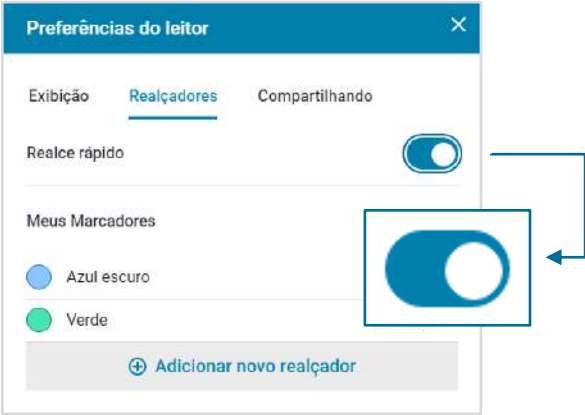 Preferências do leitor
Exibição Realçadores Compartilhando
Realce rápido
Meus Marcadores
Azul escuro
Verde
Adicionar novo realçador